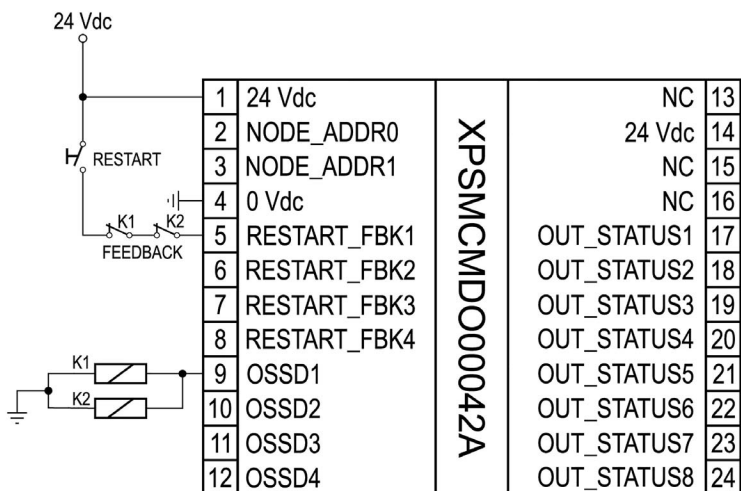 24 Vdc
RESTART
K1 K2
FEEDBACK
K1
K2
1 24 Vdc
2 NODE_ADDR0
3 NODE_ADDR1
4 0 Vdc
5 RESTART_FBK1
6 RESTART_FBK2
7 RESTART_FBK3
8 RESTART_FBK4
9 OSSD1
10 OSSD2
11 OSSD3
12 OSSD4
XPSMCMDO00042A
NC 13
24 Vdc 14
NC 15
NC 16
OUT_STATUS1 17
OUT_STATUS2 18
OUT_STATUS3 19
OUT_STATUS4 20
OUT_STATUS5 21
OUT_STATUS6 22
OUT_STATUS7 23
OUT_STATUS8 24